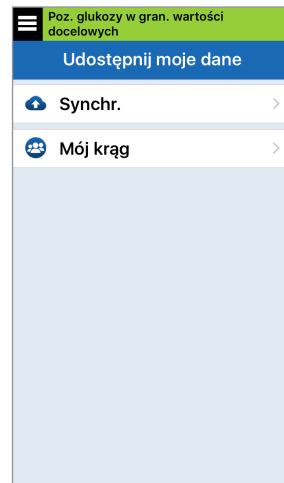 Poz. glukozy w gran. wartości
docelowych
Udostępnij moje dane
Synchr.
Mój krąg